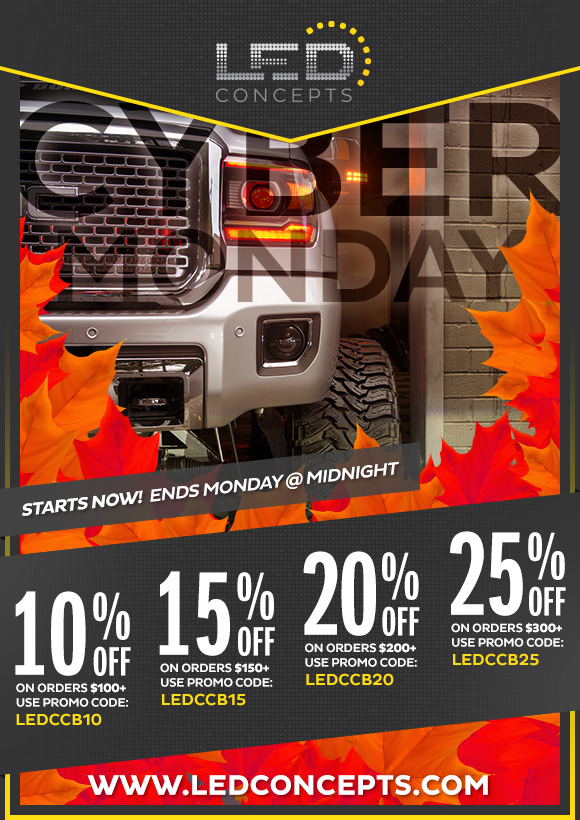 LED
CONCEPTS
CYBER
MONDAY
STARTS NOW! ENDS MONDAY @ MIDNIGHT
10% OFF
ON ORDERS $100+
USE PROMO CODE:
LEDCCB10
15% OFF
ON ORDERS $150+
USE PROMO CODE:
LEDCCB15
20% OFF
ON ORDERS $200+
USE PROMO CODE:
LEDCCB20
25% OFF
ON ORDERS $300+
USE PROMO CODE:
LEDCCB25
WWW.LEDCONCEPTS.COM